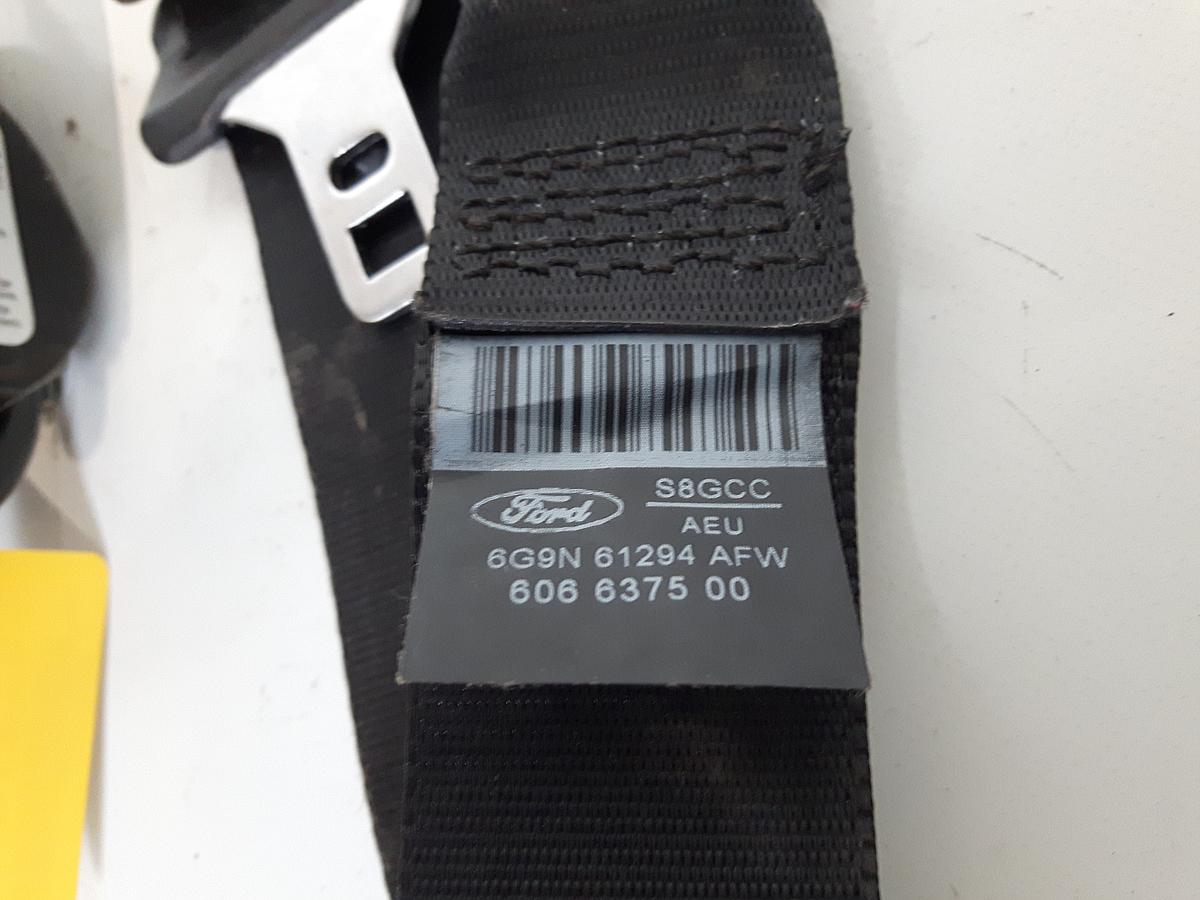 Ford
S8GCC
AEU
6G9N 61294 AFW
606 6375 00